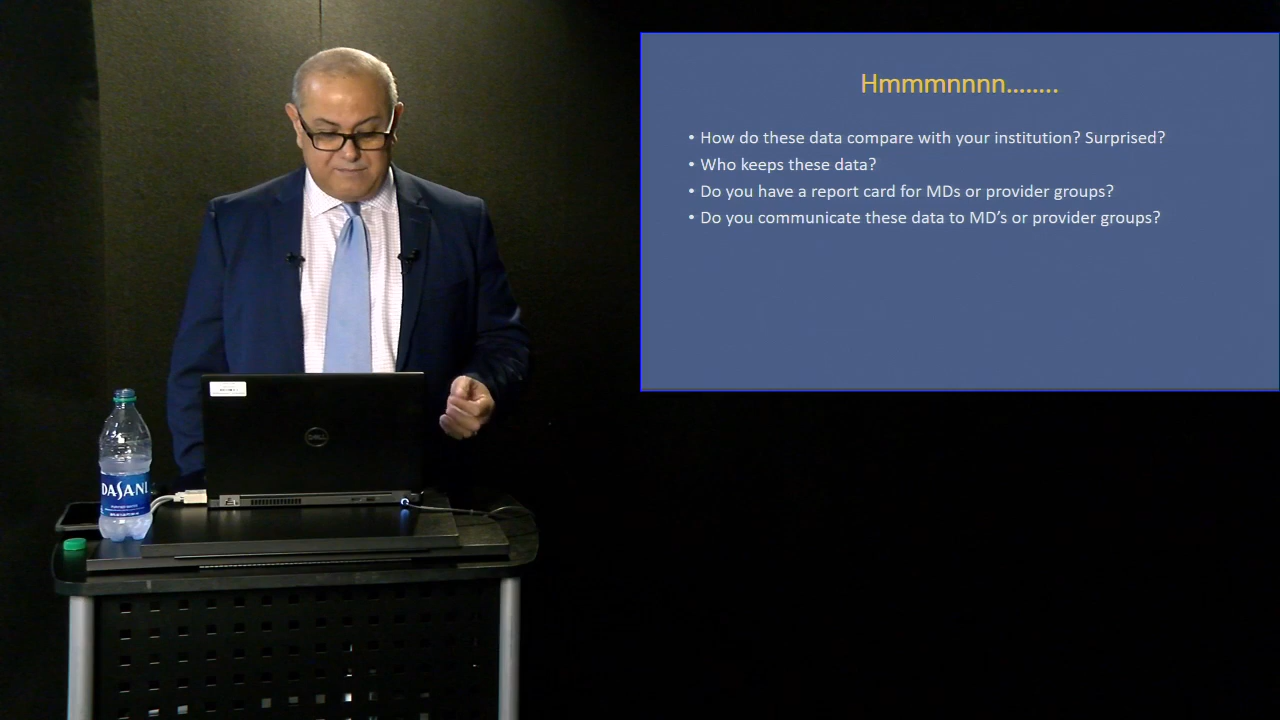 Hmmmnnnn........
• How do these data compare with your institution? Surprised?
• Who keeps these data?
• Do you have a report card for MDs or provider groups?
• Do you communicate these data to MD’s or provider groups?
DELL
DASANI